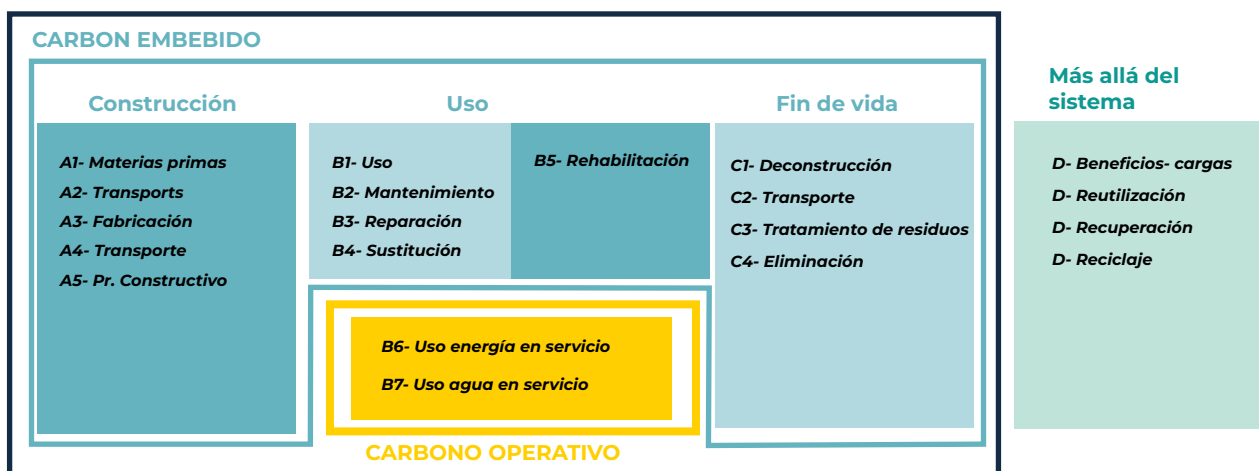 CARBON EMBEBIDO
Construcción
A1- Materias primas
A2- Transports
A3- Fabricación
A4- Transporte
A5- Pr. Constructivo
Uso
B1- Uso
B2- Mantenimiento
B3- Reparación
B4- Sustitución
B5- Rehabilitación
B6- Uso energía en servicio
B7- Uso agua en servicio
CARBONO OPERATIVO
Fin de vida
C1- Deconstrucción
C2- Transporte
C3- Tratamiento de residuos
C4- Eliminación
Más allá del
sistema
D- Beneficios- cargas
D- Reutilización
D- Recuperación
D- Reciclaje